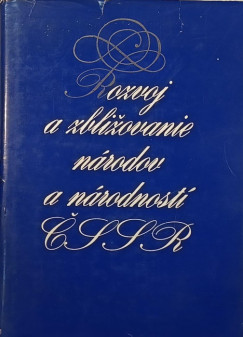 Rozvoj
a zbližovanie
národov
a národností
ČSSR